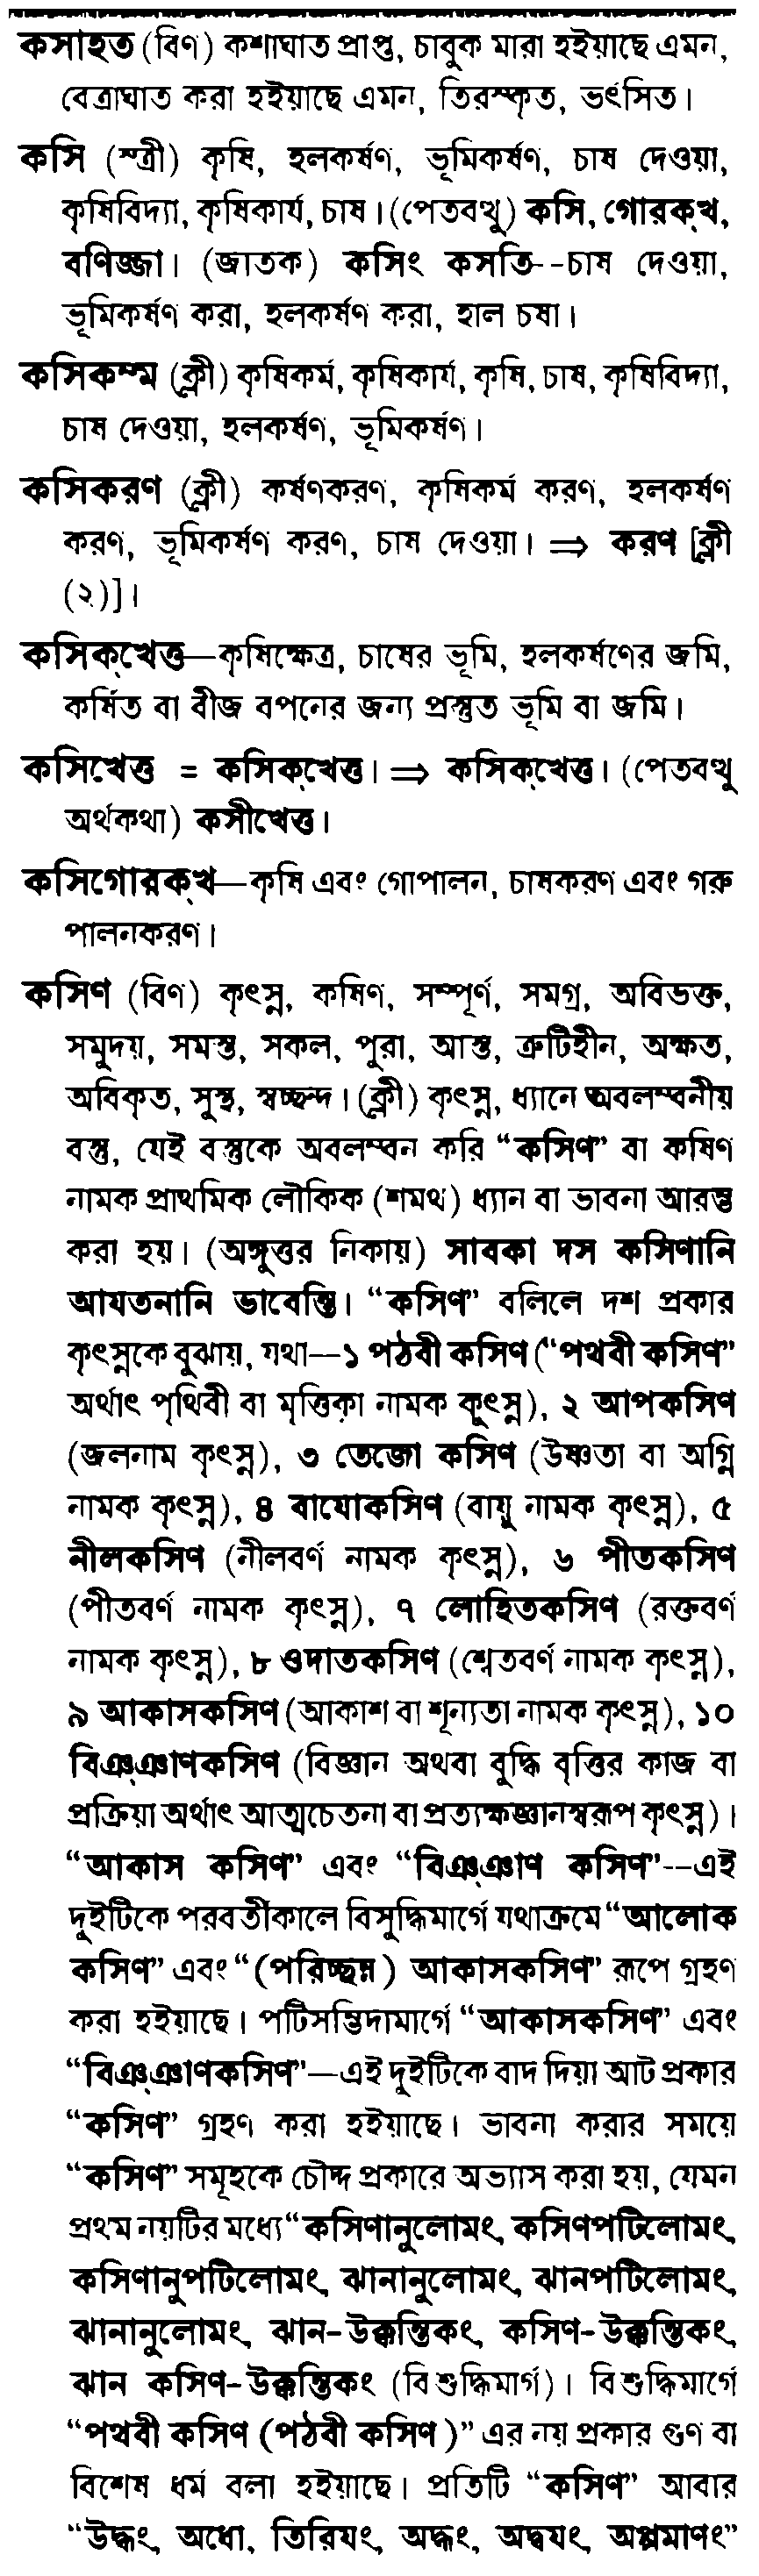 কসাহত (বিণ) কশাঘাত প্রাপ্ত, চাবুক মারা হইয়াছে এমন,
বেত্রাঘাত করা হইয়াছে এমন, তিরস্কৃত, ভর্ৎসিত।
কসি (স্ত্রী) কৃষি, হলকর্ষণ, ভূমিকর্ষণ, চাষ দেওয়া,
কৃষিবিদ্যা, কৃষিকার্য, চাষ। (পেতবত্থু) কসি, গোরক্খ,
বণিজ্জা। (জাতক) কসিং কসতি--চাষ দেওয়া,
ভূমিকর্ষণ করা, হলকর্ষণ করা, হাল চষা।
কসিকম্ম (ক্লী) কৃষিকর্ম, কৃষিকার্য, কৃষি, চাষ, কৃষিবিদ্যা,
চাষ দেওয়া, হলকর্ষণ, ভূমিকর্ষণ।
কসিকরণ (ক্লী) কর্ষণকরণ, কৃষিকর্ম করণ, হলকর্ষণ
করণ, ভূমিকর্ষণ করণ, চাষ দেওয়া। ⇒ করণ [ক্লী
(২)]।
কসিক্খেত্ত—কৃষিক্ষেত্র, চাষের ভূমি, হলকর্ষণের জমি,
কর্ষিত বা বীজ বপনের জন্য প্রস্তুত ভূমি বা জমি।
কসিখেত্ত = কসিক্খেত্ত। ⇒ কসিক্খেত্ত। (পেতবত্থু
অর্থকথা) কসীখেত্ত।
কসিগোরক্খ—কৃষি এবং গোপালন, চাষকরণ এবং গরু
পালনকরণ।
কসিণ (বিণ) কৃৎস্ন, কষিণ, সম্পূর্ণ, সমগ্র, অবিভক্ত,
সমুদয়, সমস্ত, সকল, পুরা, আস্ত, ত্রুটিহীন, অক্ষত,
অবিকৃত, সুস্থ, স্বচ্ছন্দ। (ক্লী) কৃৎস্ন, ধ্যানে অবলম্বনীয়
বস্তু, যেই বস্তুকে অবলম্বন করি “কসিণ” বা কষিণ
নামক প্রাথমিক লৌকিক (শমথ) ধ্যান বা ভাবনা আরম্ভ
করা হয়। (অঙ্গুত্তর নিকায়) সাবকা দস কসিণানি
আযতনানি ভাবেন্তি। “কসিণ” বলিলে দশ প্রকার
কৃৎস্নকে বুঝায়, যথা—১ পঠবী কসিণ (“পথবী কসিণ”
অর্থাৎ পৃথিবী বা মৃত্তিকা নামক কৃৎস্ন), ২ আপকসিণ
(জলনাম কৃৎস্ন), ৩ তেজো কসিণ (উষ্ণতা বা অগ্নি
নামক কৃৎস্ন), ৪ বাযোকসিণ (বায়ু নামক কৃৎস্ন), ৫
নীলকসিণ (নীলবর্ণ নামক কৃৎস্ন), ৬ পীতকসিণ
(পীতবর্ণ নামক কৃৎস্ন), ৭ লোহিতকসিণ (রক্তবর্ণ
নামক কৃৎস্ন), ৮ ওদাতকসিণ (শ্বেতবর্ণ নামক কৃৎস্ন),
৯ আকাসকসিণ (আকাশ বা শূন্যতা নামক কৃৎস্ন), ১০
বিঞ্ঞাণকসিণ (বিজ্ঞান অথবা বুদ্ধি বৃত্তির কাজ বা
প্রক্রিয়া অর্থাৎ আত্মচেতনা বা প্রত্যক্ষজ্ঞানস্বরূপ কৃৎস্ন)।
“আকাস কসিণ” এবং “বিঞ্ঞাণ কসিণ”--এই
দুইটিকে পরবর্তীকালে বিসুদ্ধিমার্গে যথাক্রমে “আলোক
কসিণ” এবং “(পরিচ্ছন্ন) আকাসকসিণ” রূপে গ্রহণ
করা হইয়াছে। পটিসম্ভিদামার্গে “আকাসকসিণ” এবং
“বিঞ্ঞাণকসিণ”—এই দুইটিকে বাদ দিয়া আট প্রকার
“কসিণ” গ্রহণ করা হইয়াছে। ভাবনা করার সময়ে
“কসিণ” সমূহকে চৌদ্দ প্রকারে অভ্যাস করা হয়, যেমন
প্রথম নয়টির মধ্যে “কসিণানুলোমং, কসিণপটিলোমং,
কসিণানুপটিলোমং, ঝানানুলোমং, ঝানপটিলোমং,
ঝানানুলোমং, ঝান-উক্কন্তিকং, কসিণ-উক্কন্তিকং,
ঝান কসিণ-উক্কন্তিকং (বিশুদ্ধিমার্গ)। বিশুদ্ধিমার্গে
“পথবী কসিণ (পঠবী কসিণ)” এর নয় প্রকার গুণ বা
বিশেষ ধর্ম বলা হইয়াছে। প্রতিটি “কসিণ” আবার
“উদ্ধং, অধো, তিরিযং, অদ্ধং, অদ্বযং, অপ্পমাণং”